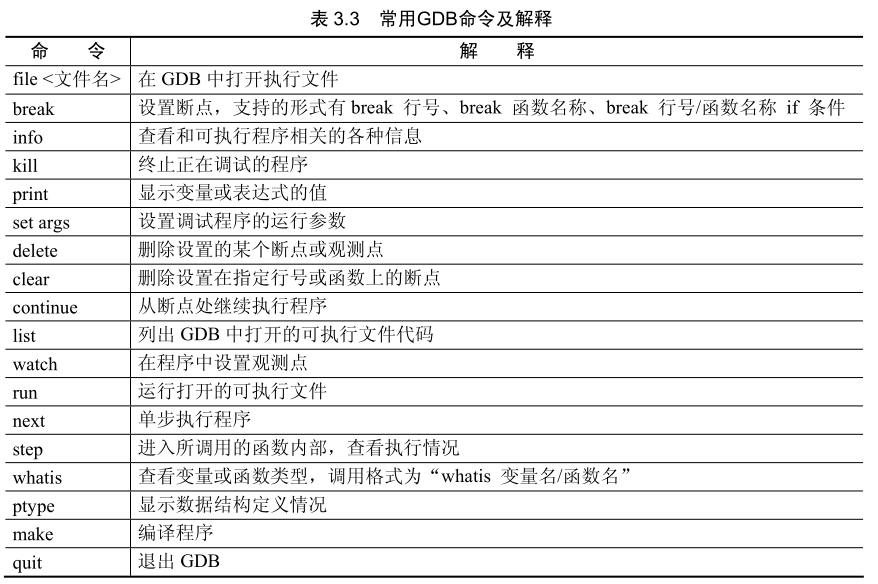 表 3.3 常用GDB命令及解释
命 令 解 释
file <文件名> 在 GDB 中打开执行文件
break 设置断点，支持的形式有 break 行号、break 函数名称、break 行号/函数名称 if 条件
info 查看和可执行程序相关的各种信息
kill 终止正在调试的程序
print 显示变量或表达式的值
set args 设置调试程序的运行参数
delete 删除设置的某个断点或观测点
clear 删除设置在指定行号或函数上的断点
continue 从断点处继续执行程序
list 列出 GDB 中打开的可执行文件代码
watch 在程序中设置观测点
run 运行打开的可执行文件
next 单步执行程序
step 进入所调用的函数内部，查看执行情况
whatis 查看变量或函数类型，调用格式为“whatis 变量名/函数名”
ptype 显示数据结构定义情况
make 编译程序
quit 退出 GDB